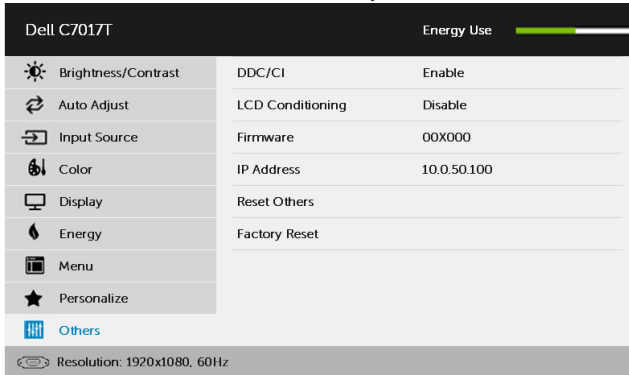 Dell C7017T
Energy Use
Brightness/Contrast
Auto Adjust
Input Source
Color
Display
Energy
Menu
Personalize
Others
DDC/CI Enable
LCD Conditioning Disable
Firmware 00X000
IP Address 10.0.50.100
Reset Others
Factory Reset
Resolution: 1920x1080, 60Hz